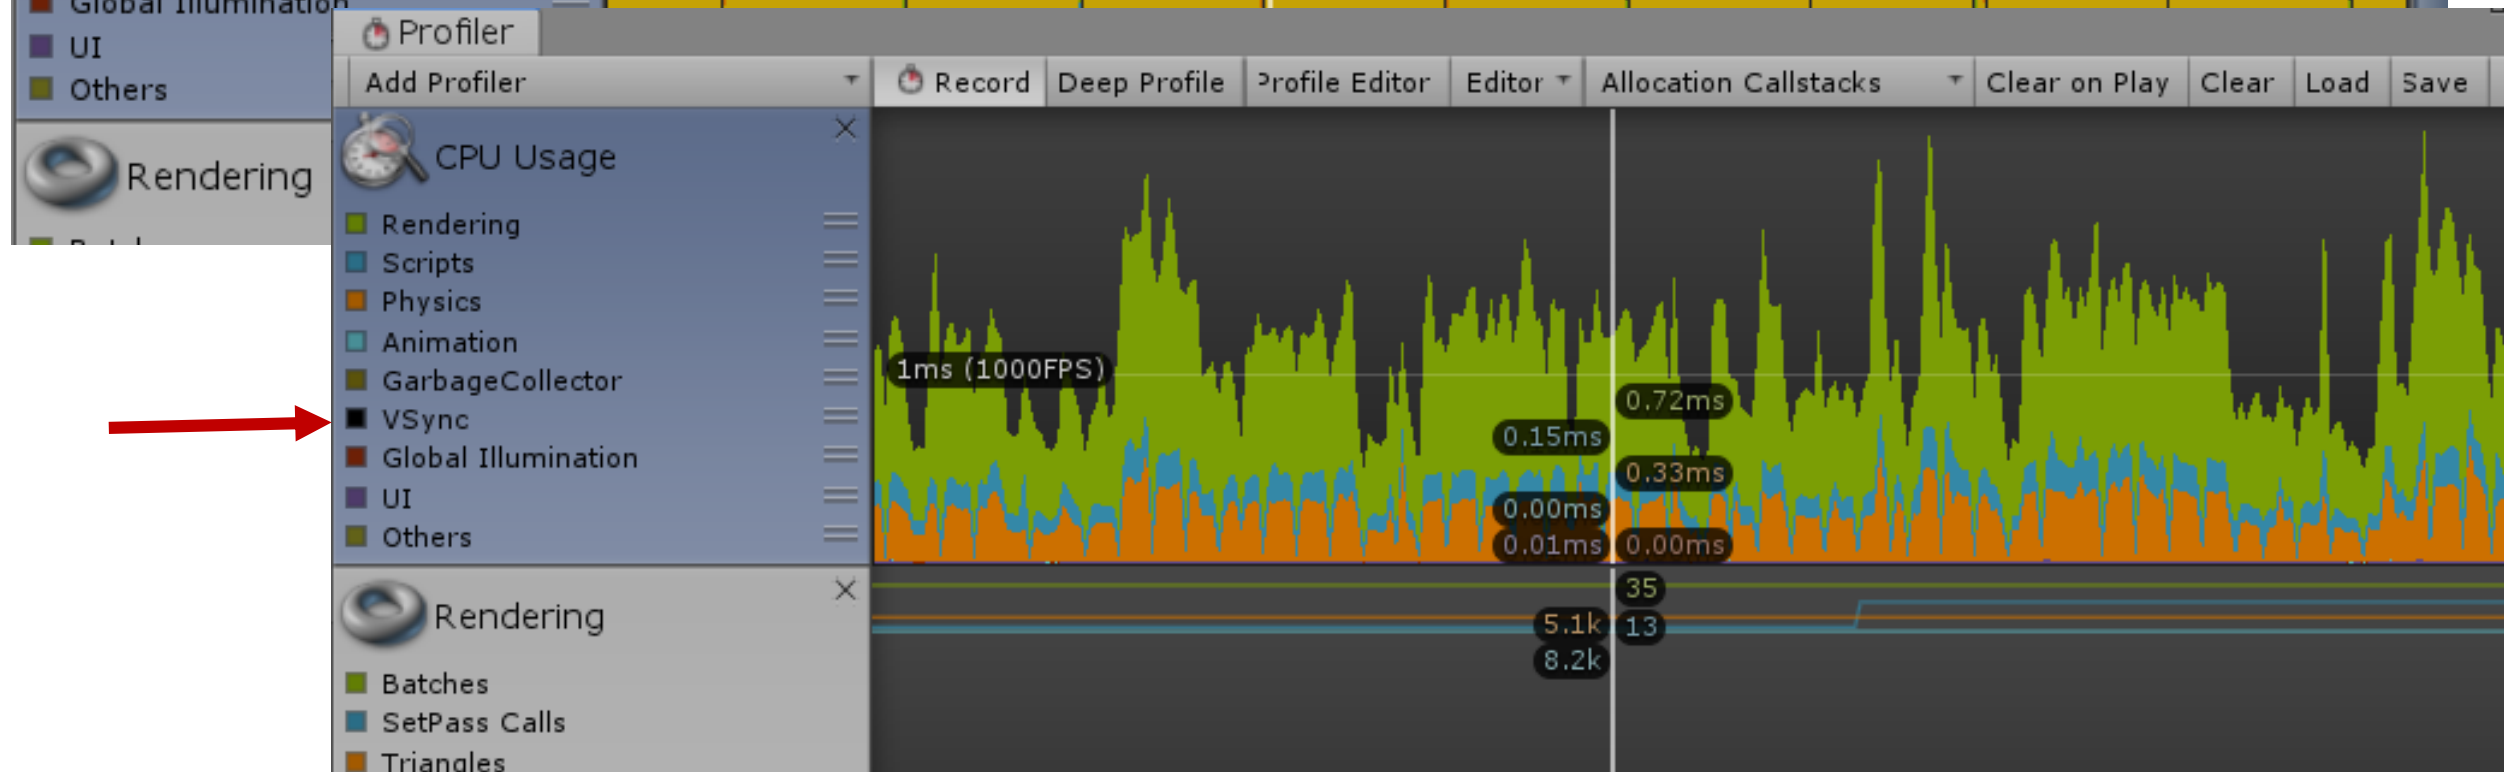 Global Illumination
UI
Others
Rendering
Profiler
Add Profiler
Record
Deep Profile
Profile Editor
Editor
Allocation Callstacks
Clear on Play
Clear
Load
Save
CPU Usage
Rendering
Scripts
Physics
Animation
GarbageCollector
VSync
Global Illumination
UI
Others
1ms (1000FPS)
0.72ms
0.15ms
0.33ms
0.00ms
0.01ms
0.00ms
Rendering
Batches
SetPass Calls
Triangles
35
5.1k
13
8.2k